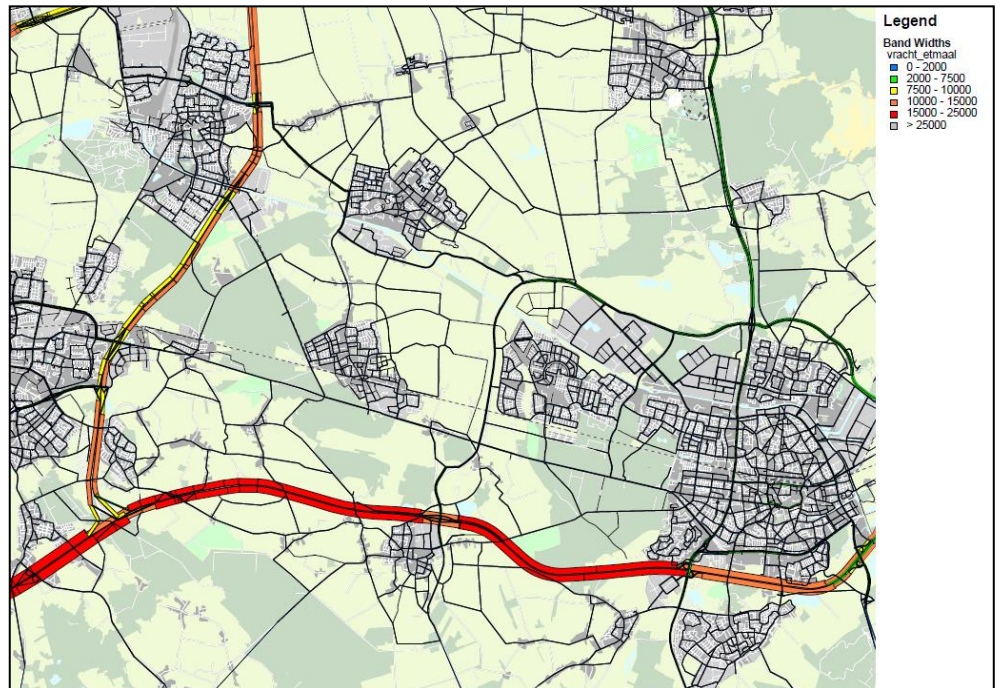 Legend
Band Widths
vracht_etmaal
0 - 2000
2000 - 7500
7500 - 10000
10000 - 15000
15000 - 25000
> 25000